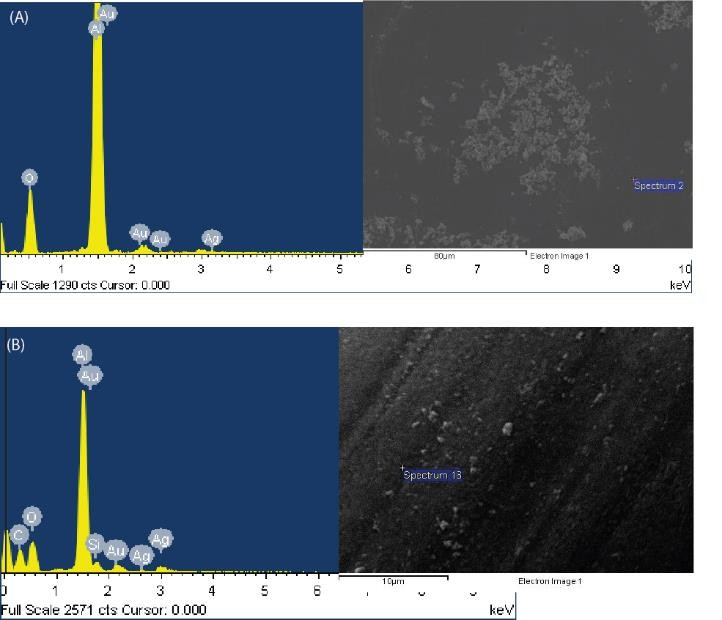 (A)
Au
Al
O
Au
Au
Ag
Spectrum 2
60µm
Electron Image 1
1 2 3 4 5 6 7 8 9 10
Full Scale 1290 cts Cursor: 0.000
keV
(B)
Al
Au
O
C
Si
Au
Ag
Ag
Spectrum 13
10µm
Electron Image 1
0 1 2 3 4 5 6
Full Scale 2571 cts Cursor: 0.000
keV